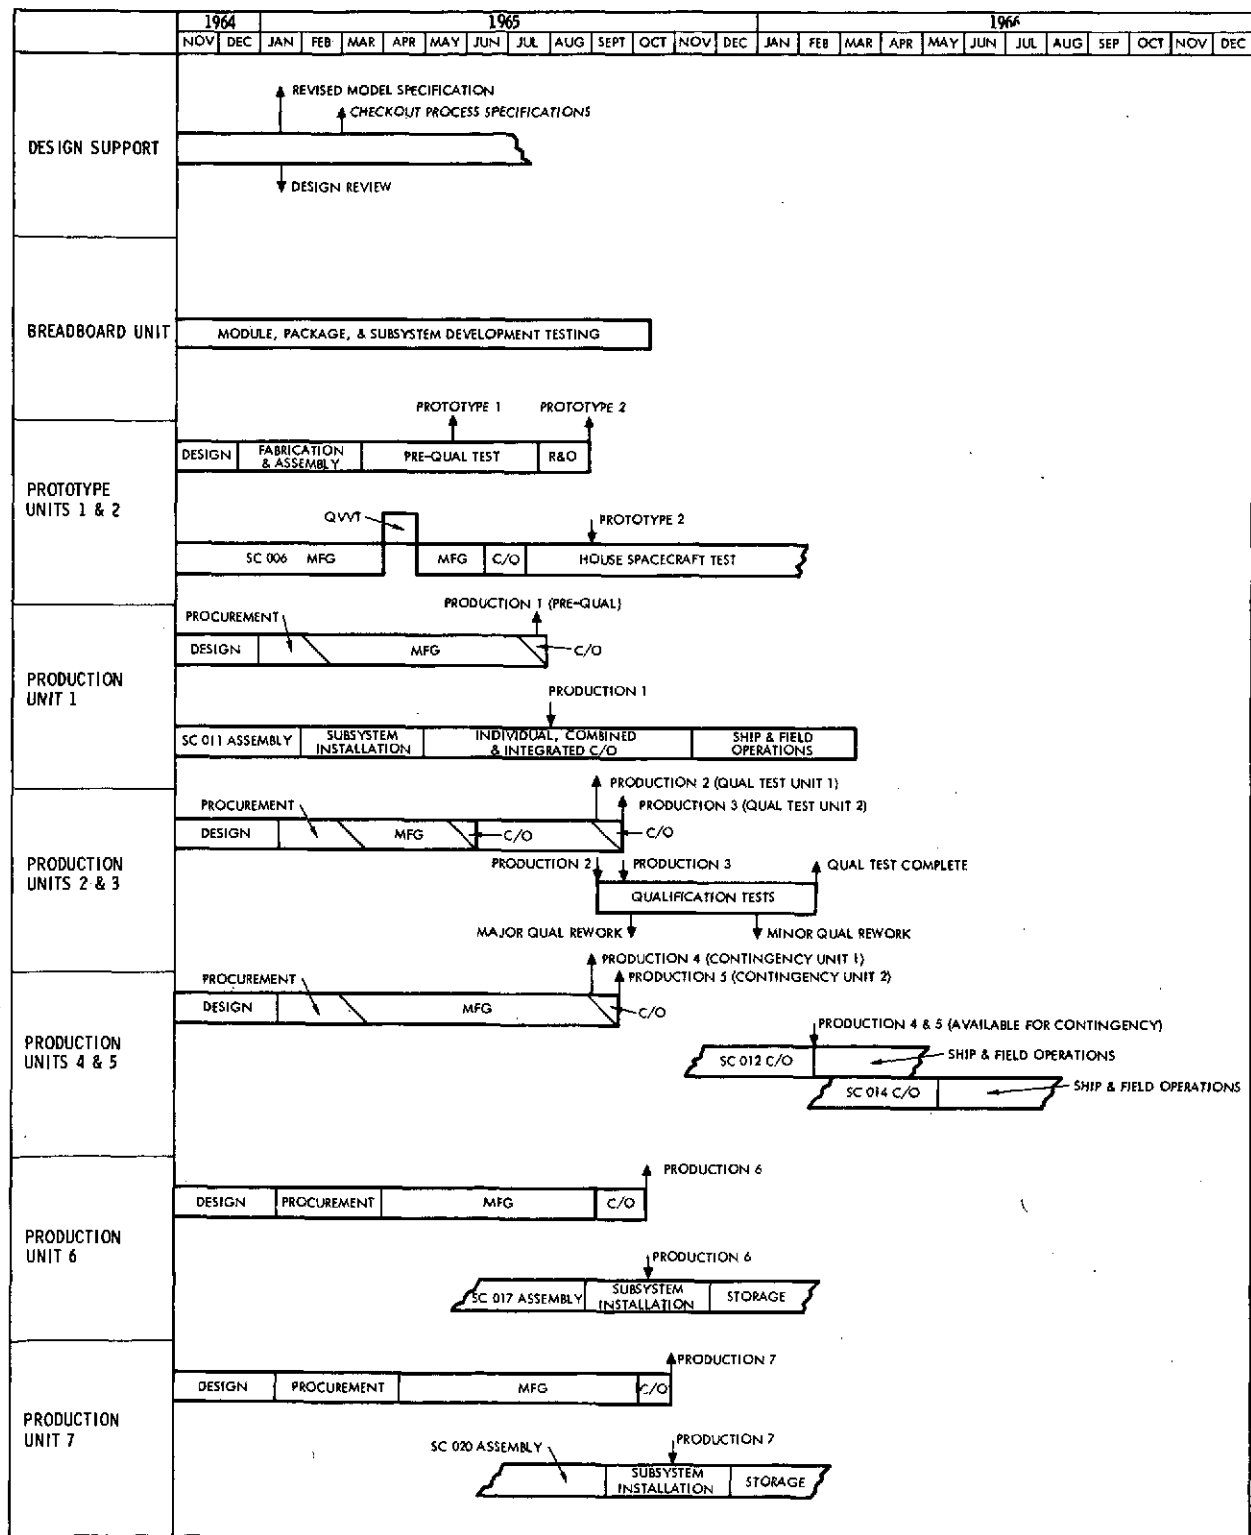 1964 1965 1966
NOV DEC JAN FEB MAR APR MAY JUN JUL AUG SEPT OCT NOV DEC JAN FEB MAR APR MAY JUN JUL AUG SEP OCT NOV DEC
REVISED MODEL SPECIFICATION
CHECKOUT PROCESS SPECIFICATIONS
DESIGN SUPPORT
DESIGN REVIEW
BREADBOARD UNIT
MODULE, PACKAGE, & SUBSYSTEM DEVELOPMENT TESTING
PROTOTYPE 1 PROTOTYPE 2
DESIGN FABRICATION & ASSEMBLY PRE-QUAL TEST R&O
PROTOTYPE
UNITS 1 & 2
QVVT PROTOTYPE 2
SC 006 MFG MFG C/O HOUSE SPACECRAFT TEST
PRODUCTION 1 (PRE-QUAL)
PROCUREMENT
DESIGN MFG C/O
PRODUCTION
UNIT 1
PRODUCTION 1
SC 011 ASSEMBLY SUBSYSTEM INSTALLATION INDIVIDUAL, COMBINED & INTEGRATED C/O SHIP & FIELD OPERATIONS
PRODUCTION 2 (QUAL TEST UNIT 1)
PROCUREMENT PRODUCTION 3 (QUAL TEST UNIT 2)
DESIGN MFG C/O C/O
PRODUCTION
UNITS 2 & 3
PRODUCTION 2 PRODUCTION 3 QUAL TEST COMPLETE
QUALIFICATION TESTS
MAJOR QUAL REWORK MINOR QUAL REWORK
PRODUCTION 4 (CONTINGENCY UNIT 1)
PROCUREMENT PRODUCTION 5 (CONTINGENCY UNIT 2)
DESIGN MFG C/O
PRODUCTION
UNITS 4 & 5
PRODUCTION 4 & 5 (AVAILABLE FOR CONTINGENCY)
SC 012 C/O SHIP & FIELD OPERATIONS
SC 014 C/O SHIP & FIELD OPERATIONS
PRODUCTION 6
DESIGN PROCUREMENT MFG C/O
PRODUCTION
UNIT 6
PRODUCTION 6
SC 017 ASSEMBLY SUBSYSTEM INSTALLATION STORAGE
PRODUCTION 7
DESIGN PROCUREMENT MFG C/O
PRODUCTION
UNIT 7
SC 020 ASSEMBLY PRODUCTION 7
SUBSYSTEM INSTALLATION STORAGE